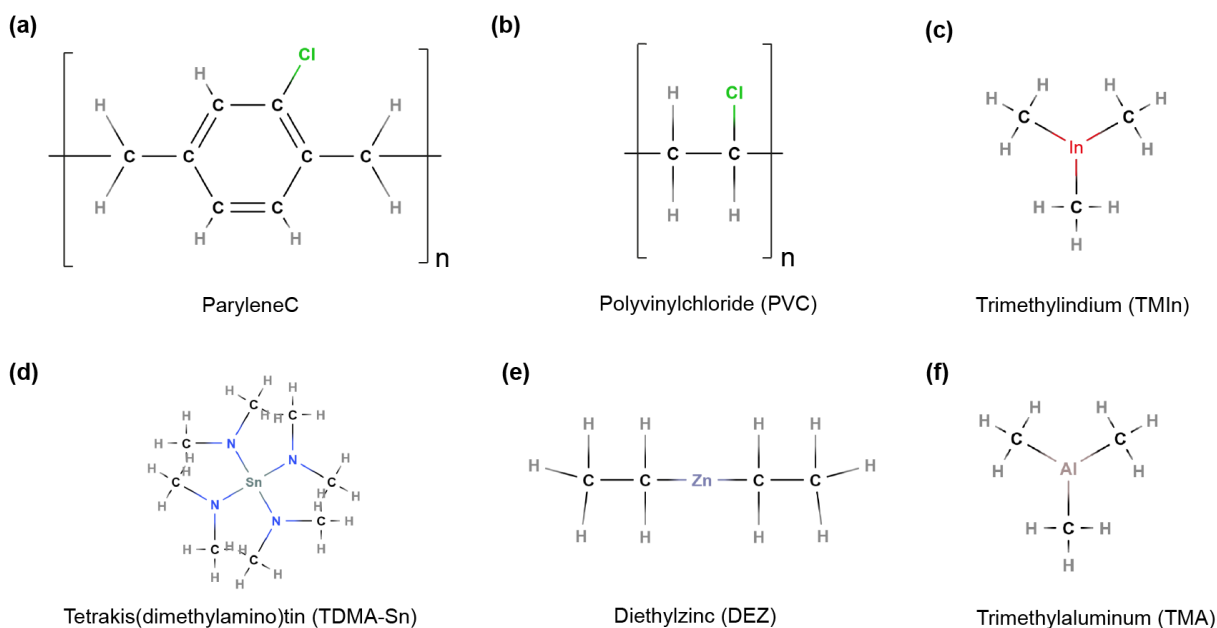 (a)
Cl
H
H C C H
C C C C
H C C H
H H
n
ParyleneC
(b)
H Cl
C C
H H
n
Polyvinylchloride (PVC)
(c)
H H
H C C H
H In H
H C H
H
Trimethylindium (TMIn)
(d)
H H H
H C C H
H H
H C N N C H
H H H
H C Sn C H
H
N N C H
H C H H C H
H H H
Tetrakis(dimethylamino)tin (TDMA-Sn)
(e)
H H H H
H C C Zn C C H
H H H H
Diethylzinc (DEZ)
(f)
H H
H C C H
H Al H
H C H
H
Trimethylaluminum (TMA)